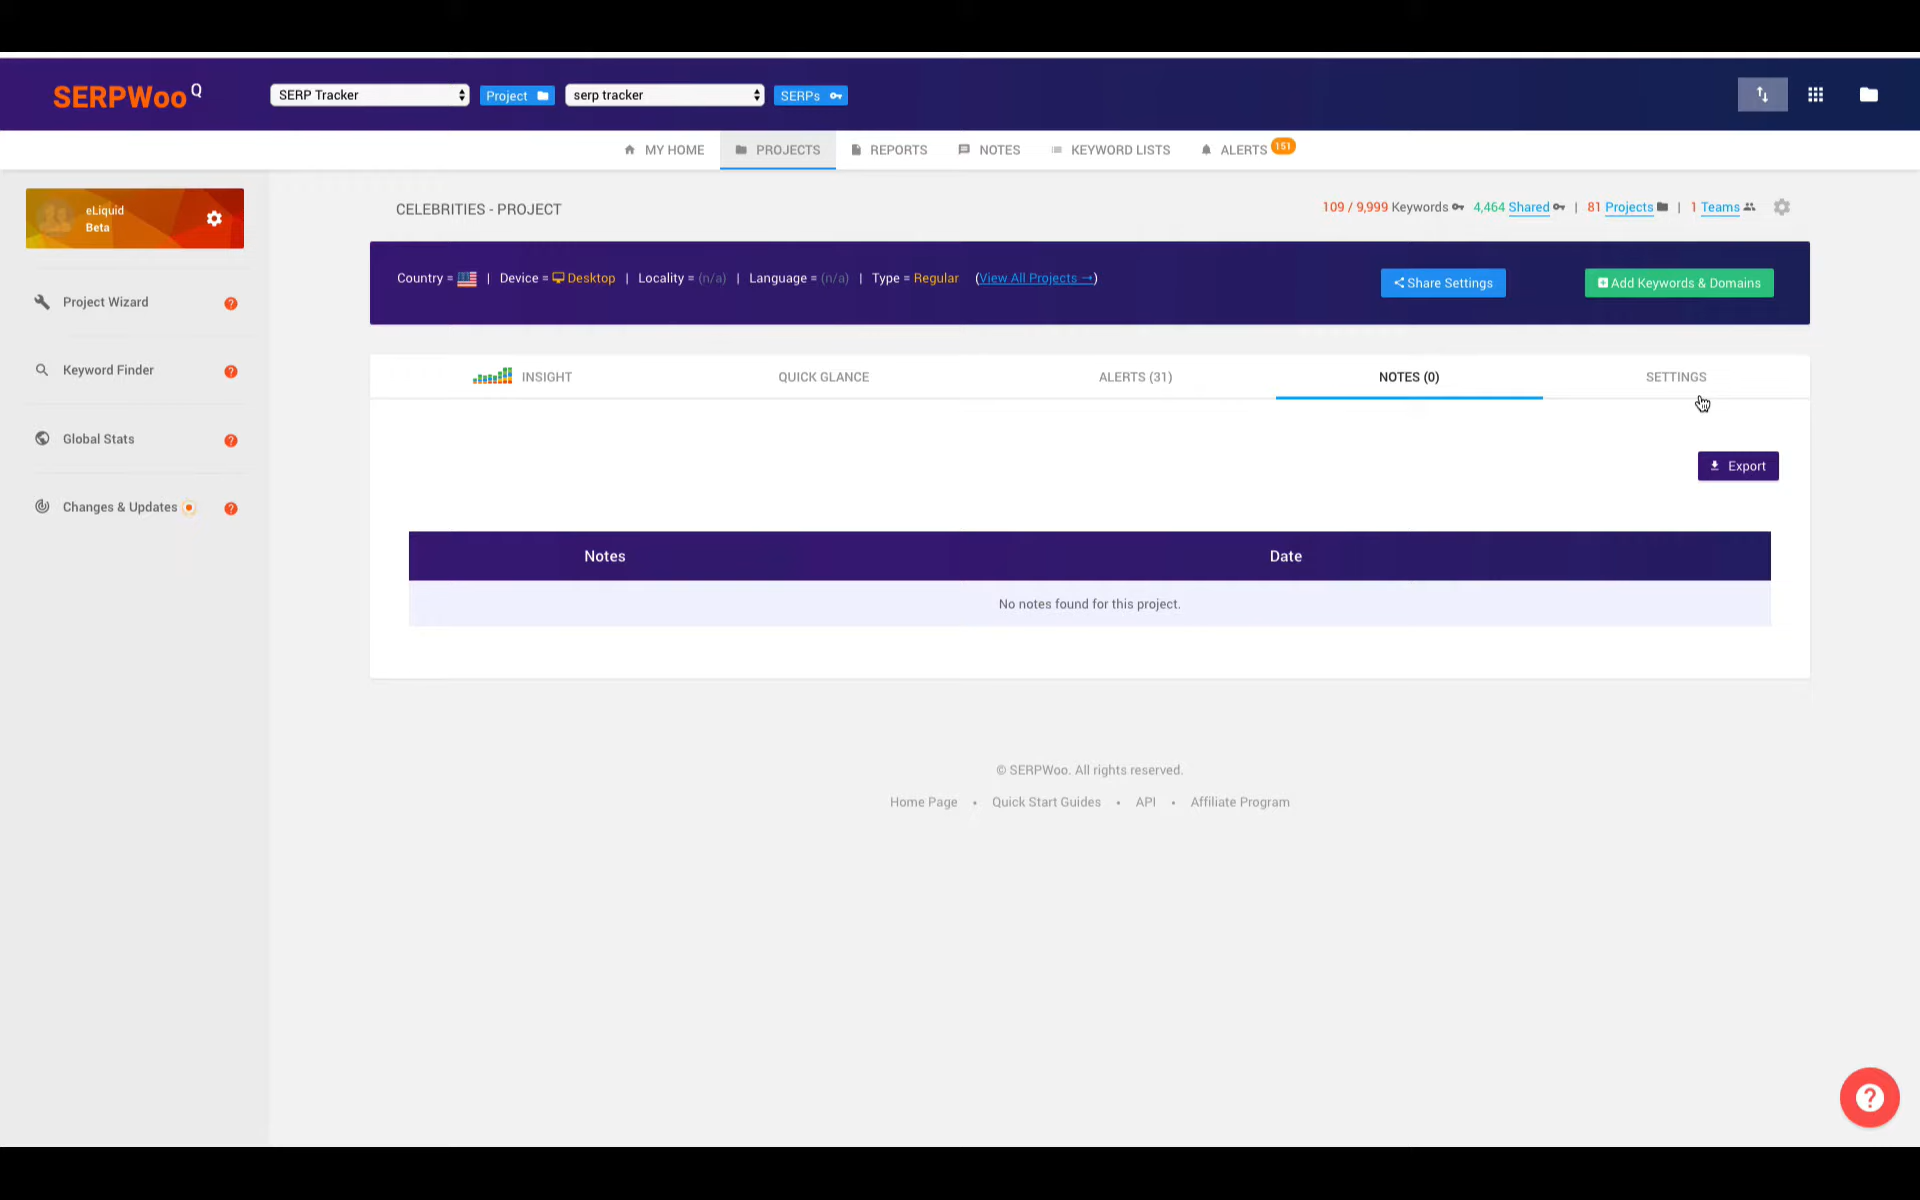 SERPWoo Q
SERP Tracker Project serp tracker SERPs
MY HOME PROJECTS REPORTS NOTES KEYWORD LISTS ALERTS 151
eLiquid
Beta
Project Wizard ?
Keyword Finder ?
Global Stats ?
Changes & Updates ?
CELEBRITIES - PROJECT
109 / 9,999 Keywords 4,464 Shared | 81 Projects | 1 Teams
Country = | Device = Desktop | Locality = (n/a) | Language = (n/a) | Type = Regular (View All Projects →)
Share Settings
Add Keywords & Domains
INSIGHT QUICK GLANCE ALERTS (31) NOTES (0) SETTINGS
Export
Notes Date
No notes found for this project.
© SERPWoo. All rights reserved.
Home Page • Quick Start Guides • API • Affiliate Program
?